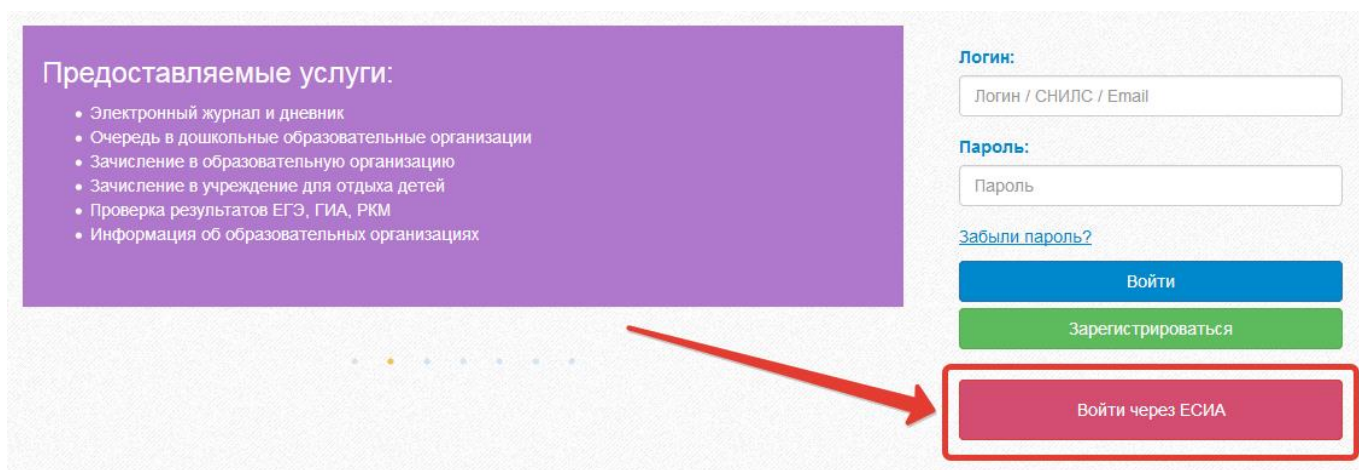 Предоставляемые услуги:
• Электронный журнал и дневник
• Очередь в дошкольные образовательные организации
• Зачисление в образовательную организацию
• Зачисление в учреждение для отдыха детей
• Проверка результатов ЕГЭ, ГИА, РКМ
• Информация об образовательных организациях
Логин:
Логин / СНИЛС / Email
Пароль:
Пароль
Забыли пароль?
Войти
Зарегистрироваться
Войти через ЕСИА